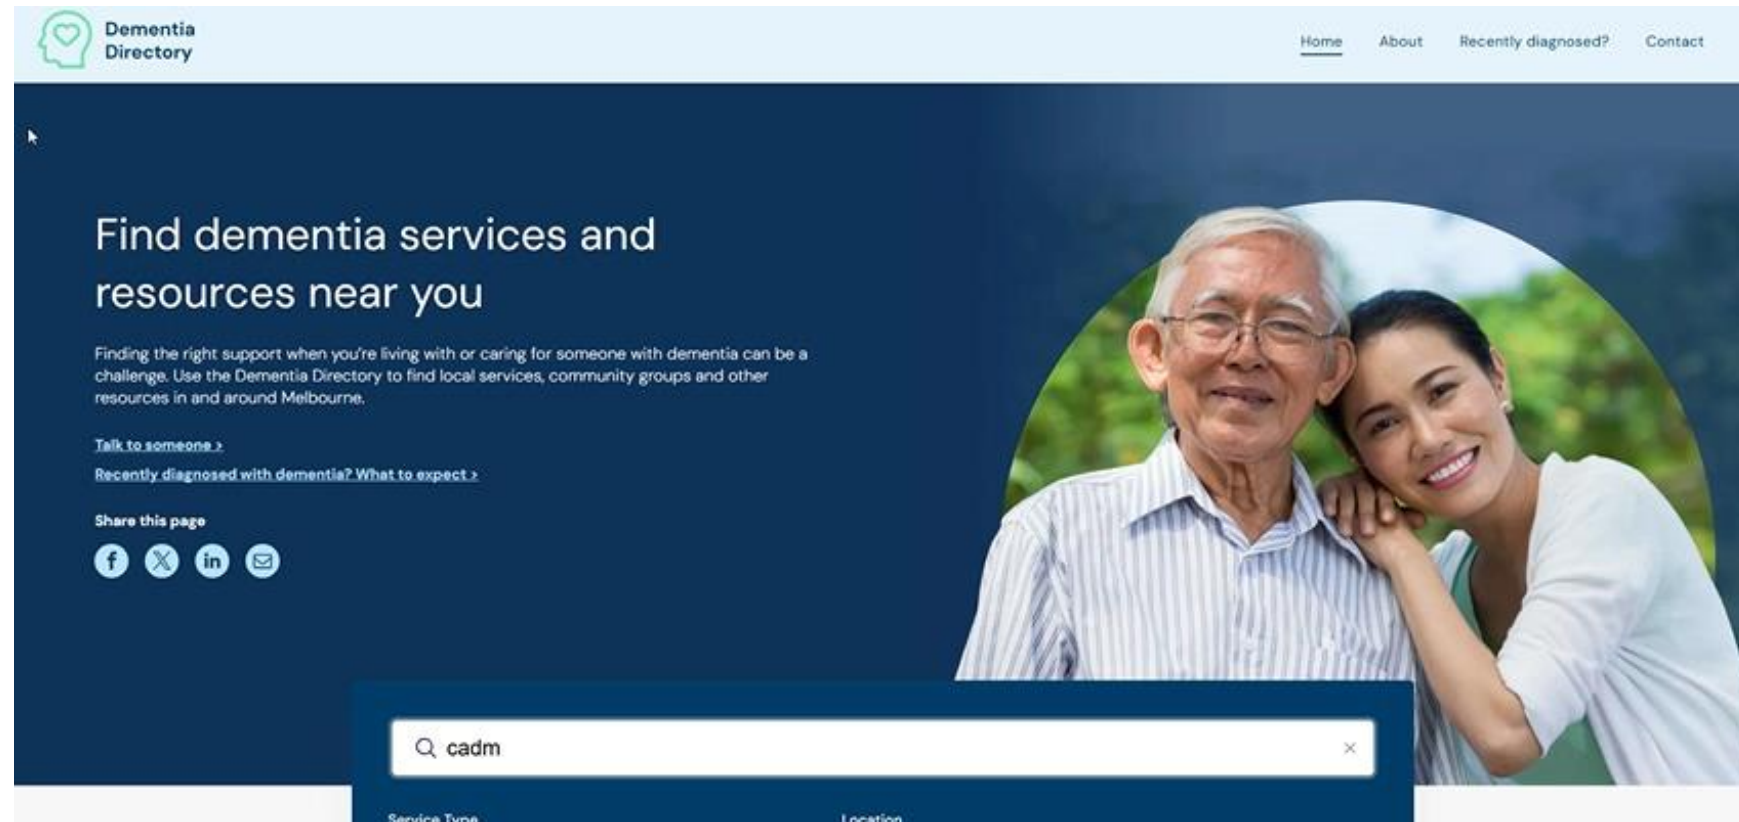 Dementia
Directory
Home
About
Recently diagnosed?
Contact
Find dementia services and
resources near you
Finding the right support when you're living with or caring for someone with dementia can be a
challenge. Use the Dementia Directory to find local services, community groups and other
resources in and around Melbourne.
Talk to someone >
Recently diagnosed with dementia? What to expect >
Share this page
cadm
Service Type
Location